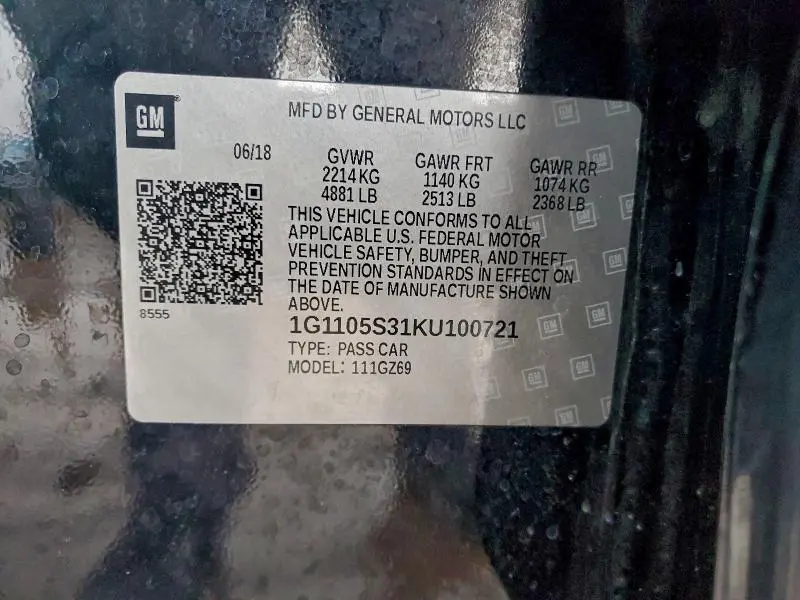 GM
MFD BY GENERAL MOTORS LLC
06/18
GVWR GAWR FRT GAWR RR
2214 KG 1140 KG 1074 KG
4881 LB 2513 LB 2368 LB
THIS VEHICLE CONFORMS TO ALL
APPLICABLE U.S. FEDERAL MOTOR
VEHICLE SAFETY, BUMPER, AND THEFT
PREVENTION STANDARDS IN EFFECT ON
THE DATE OF MANUFACTURE SHOWN
ABOVE.
8555
1G1105S31KU100721
TYPE: PASS CAR
MODEL: 111GZ69